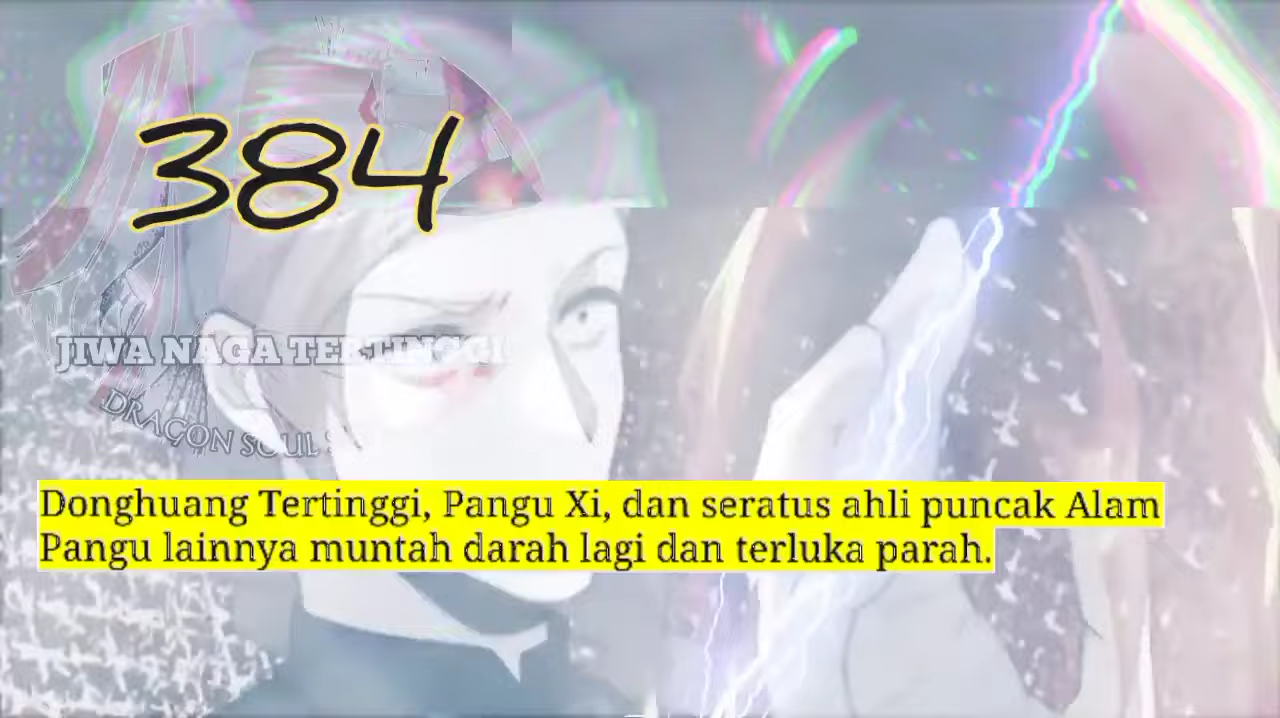 384
JIWA NAGA TERTINGGI
DRAGON SOUL
Donghuang Tertinggi, Pangu Xi, dan seratus ahli puncak Alam
Pangu lainnya muntah darah lagi dan terluka parah.